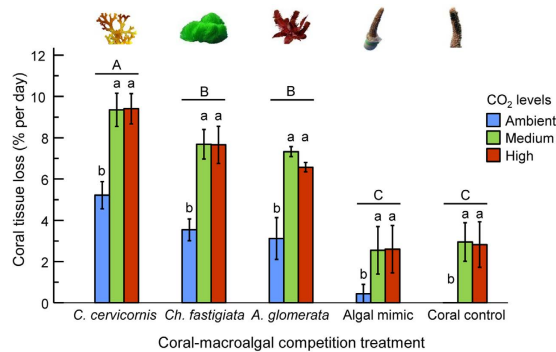 Coral tissue loss (% per day)
12
10
8
6
4
2
0
A
B
B
C
C
b
a
a
b
a
a
b
a a
b
a a
b
a a
CO₂ levels
Ambient
Medium
High
C. cervicornis
Ch. fastigiata
A. glomerata
Algal mimic
Coral control
Coral-macroalgal competition treatment